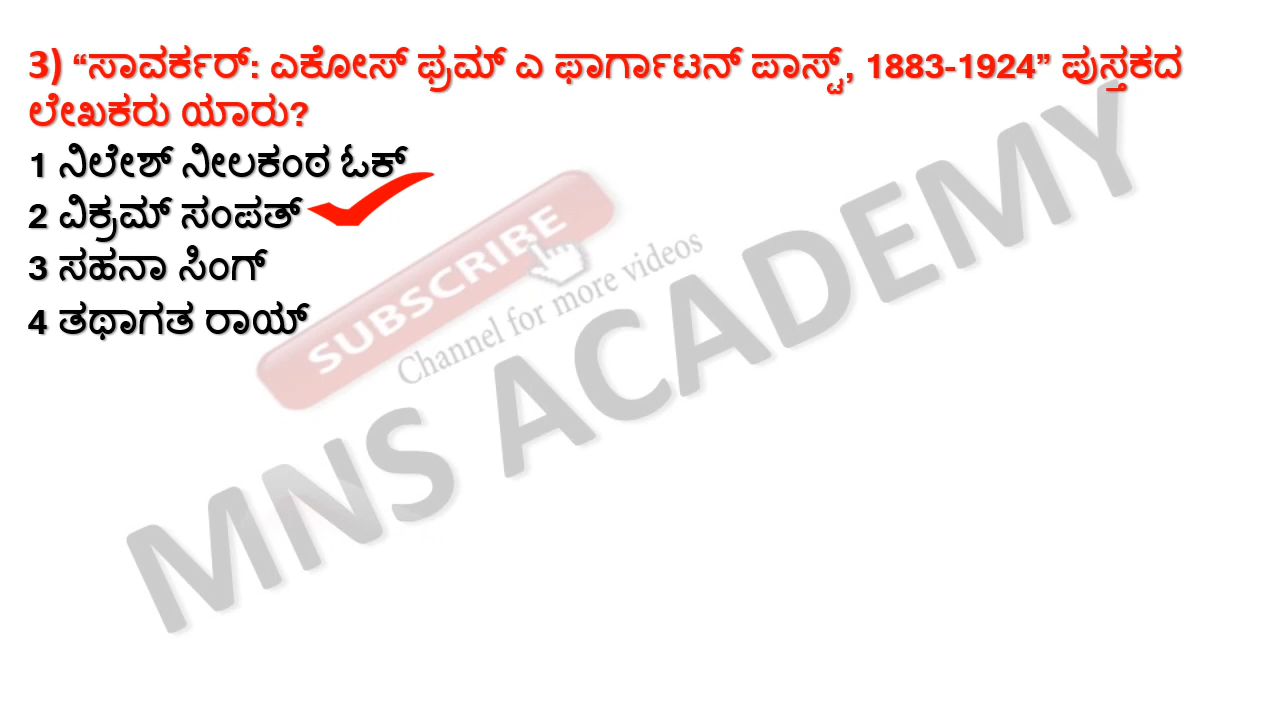 3) “ಸಾವರ್ಕರ್: ಎಕೋಸ್ ಫ್ರಮ್ ಎ ಫಾರ್ಗಾಟನ್ ಪಾಸ್ಟ್, 1883-1924” ಪುಸ್ತಕದ
ಲೇಖಕರು ಯಾರು?
1 ನಿಲೇಶ್ ನೀಲಕಂಠ ಓಕ್
2 ವಿಕ್ರಮ್ ಸಂಪತ್
3 ಸಹನಾ ಸಿಂಗ್
4 ತಥಾಗತ ರಾಯ್
SUBSCRIBE
Channel for more videos
MNS ACADEMY